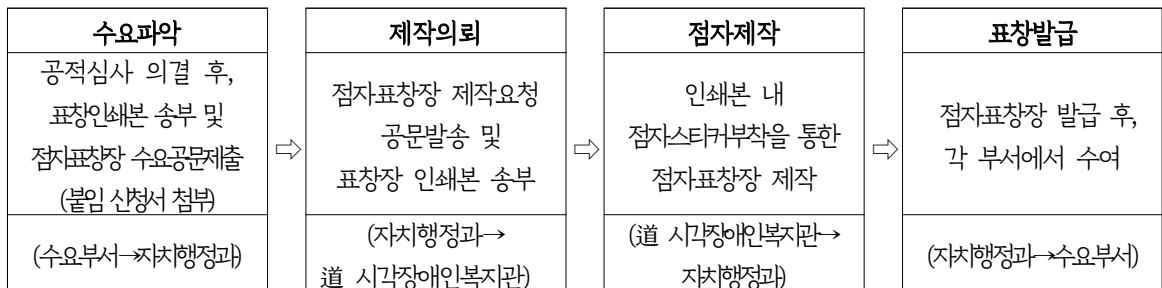 수요파악
공적심사 의결 후,
표창인쇄본 송부 및
점자표창장 수요공문제출
(붙임 신청서 첨부)
(수요부서→자치행정과)
⇨
제작의뢰
점자표창장 제작요청
공문발송 및
표창장 인쇄본 송부
(자치행정과→
道 시각장애인복지관)
⇨
점자제작
인쇄본 내
점자스티커부착을 통한
점자표창장 제작
(道 시각장애인복지관→
자치행정과)
⇨
표창발급
점자표창장 발급 후,
각 부서에서 수여
(자치행정과→수요부서)